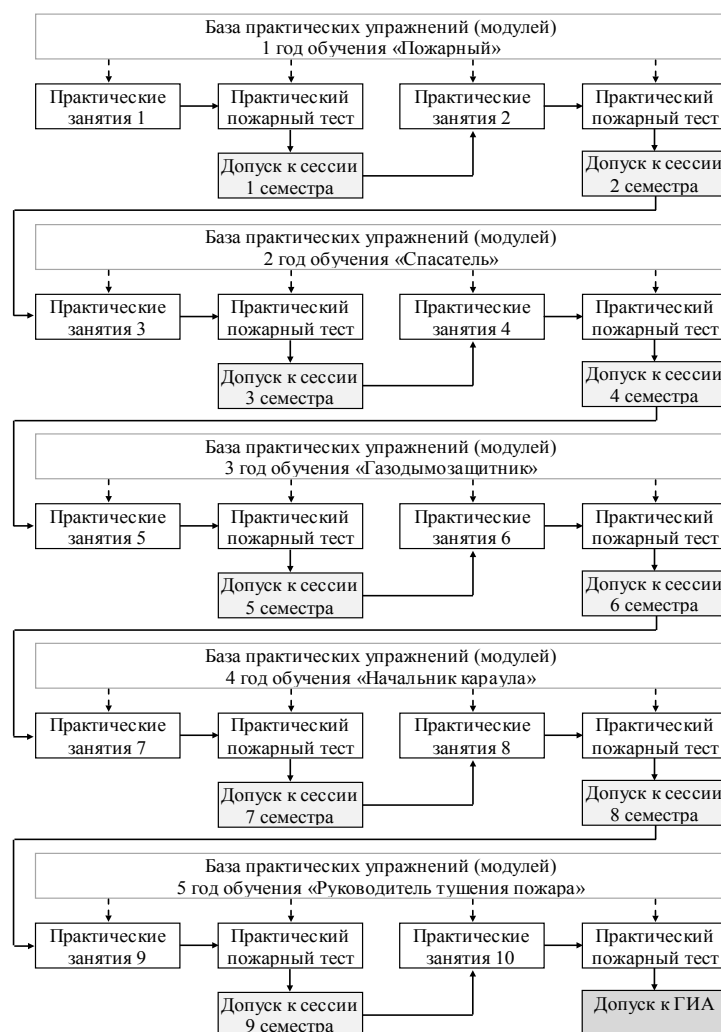 База практических упражнений (модулей)
1 год обучения «Пожарный»
Практические
занятия 1
Практический
пожарный тест
Практические
занятия 2
Практический
пожарный тест
Допуск к сессии
1 семестра
Допуск к сессии
2 семестра
База практических упражнений (модулей)
2 год обучения «Спасатель»
Практические
занятия 3
Практический
пожарный тест
Практические
занятия 4
Практический
пожарный тест
Допуск к сессии
3 семестра
Допуск к сессии
4 семестра
База практических упражнений (модулей)
3 год обучения «Газодымозащитник»
Практические
занятия 5
Практический
пожарный тест
Практические
занятия 6
Практический
пожарный тест
Допуск к сессии
5 семестра
Допуск к сессии
6 семестра
База практических упражнений (модулей)
4 год обучения «Начальник караула»
Практические
занятия 7
Практический
пожарный тест
Практические
занятия 8
Практический
пожарный тест
Допуск к сессии
7 семестра
Допуск к сессии
8 семестра
База практических упражнений (модулей)
5 год обучения «Руководитель тушения пожара»
Практические
занятия 9
Практический
пожарный тест
Практические
занятия 10
Практический
пожарный тест
Допуск к сессии
9 семестра
Допуск к ГИА